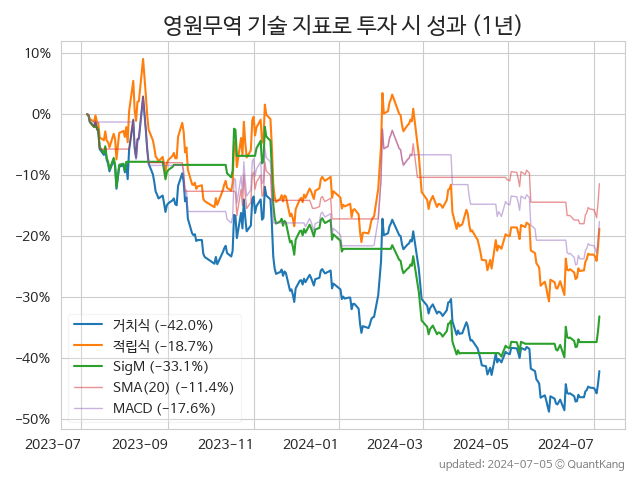 영원무역 기술 지표로 투자 시 성과 (1년)
10%
0%
−10%
−20%
−30%
−40%
−50%
거치식 (−42.0%)
적립식 (−18.7%)
SigM (−33.1%)
SMA(20) (−11.4%)
MACD (−17.6%)
2023-07 2023-09 2023-11 2024-01 2024-03 2024-05 2024-07
updated: 2024-07-05 © QuantKang